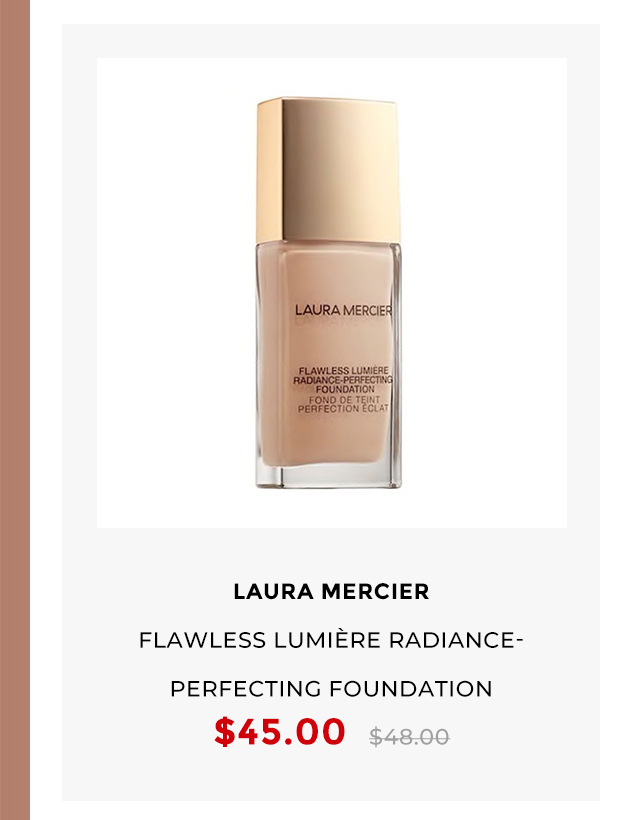 LAURA MERCIER
FLAWLESS LUMIÈRE
RADIANCE-PERFECTING
FOUNDATION
FOND DE TEINT
PERFECTION ÉCLAT
LAURA MERCIER
FLAWLESS LUMIÈRE RADIANCE-
PERFECTING FOUNDATION
$45.00 $48.00